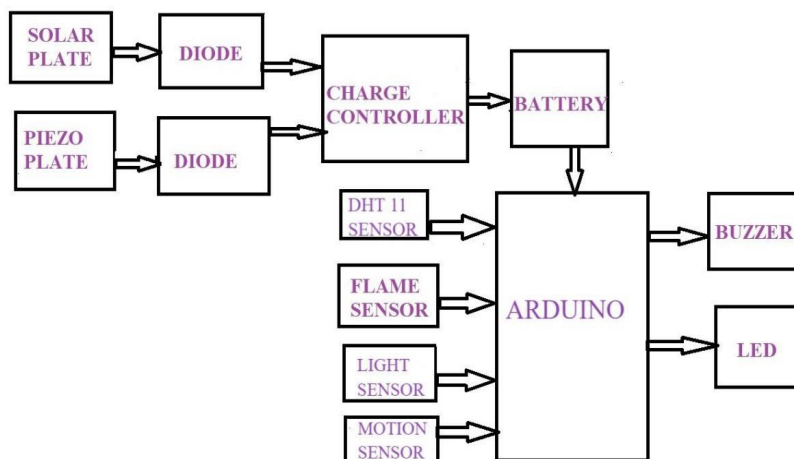 SOLAR
PLATE
DIODE
CHARGE
CONTROLLER
BATTERY
PIEZO
PLATE
DIODE
DHT 11
SENSOR
FLAME
SENSOR
LIGHT
SENSOR
MOTION
SENSOR
ARDUINO
BUZZER
LED